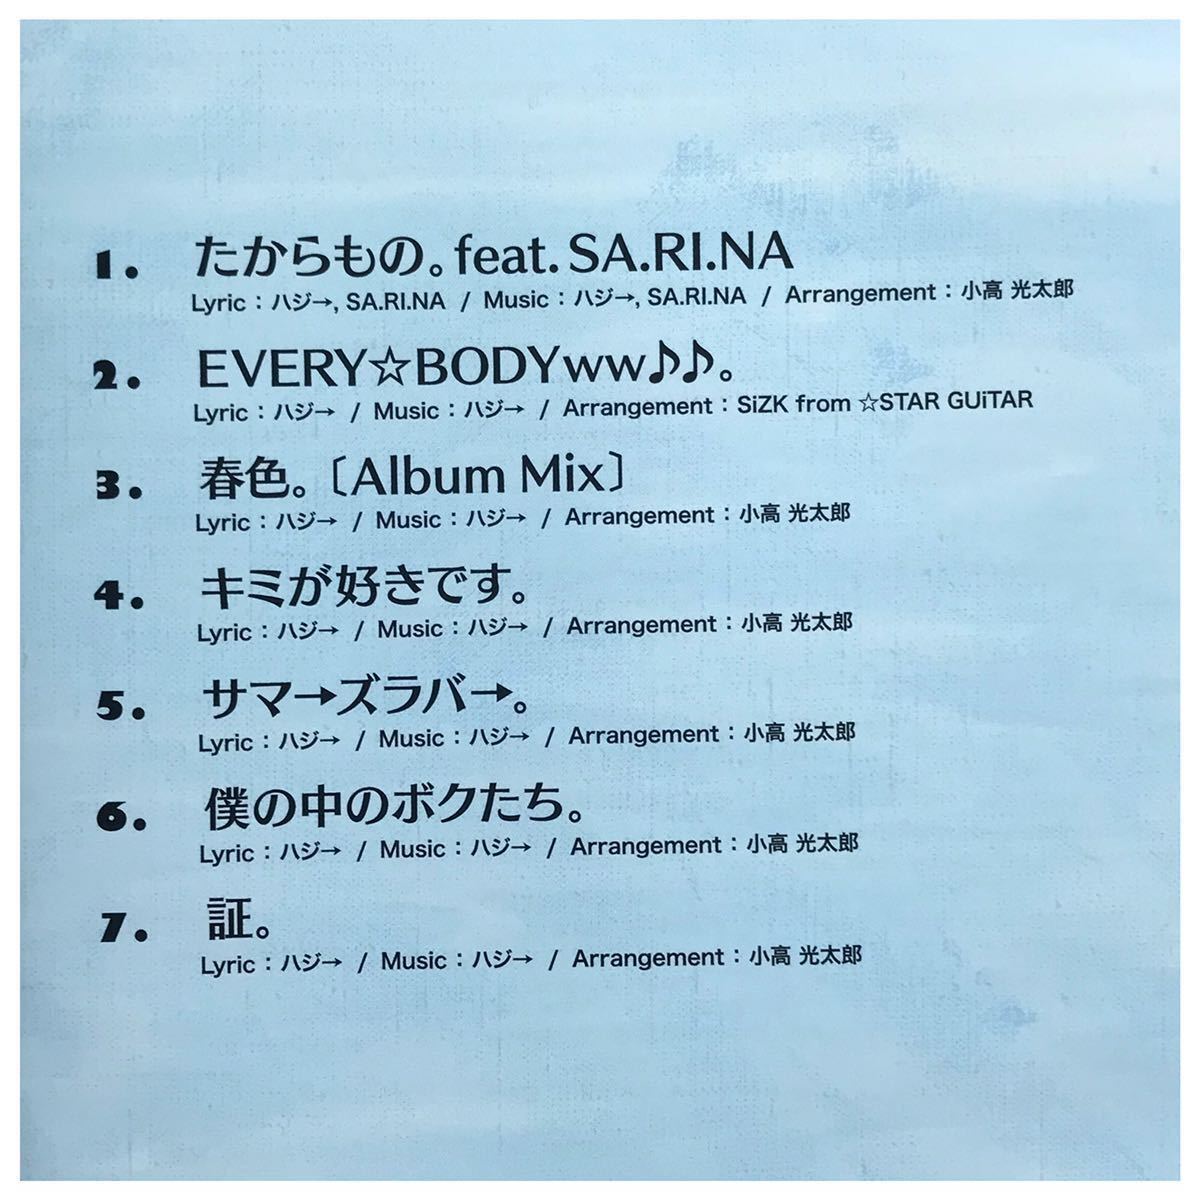 1. たからもの。feat. SA.RI.NA
Lyric：ハジ→, SA.RI.NA / Music：ハジ→, SA.RI.NA / Arrangement：小高 光太郎
2. EVERY☆BODYww♪♪。
Lyric：ハジ→ / Music：ハジ→ / Arrangement：SiZK from ☆STAR GUiTAR
3. 春色。〔Album Mix〕
Lyric：ハジ→ / Music：ハジ→ / Arrangement：小高 光太郎
4. キミが好きです。
Lyric：ハジ→ / Music：ハジ→ / Arrangement：小高 光太郎
5. サマ→ズラバ→。
Lyric：ハジ→ / Music：ハジ→ / Arrangement：小高 光太郎
6. 僕の中のボクたち。
Lyric：ハジ→ / Music：ハジ→ / Arrangement：小高 光太郎
7. 証。
Lyric：ハジ→ / Music：ハジ→ / Arrangement：小高 光太郎